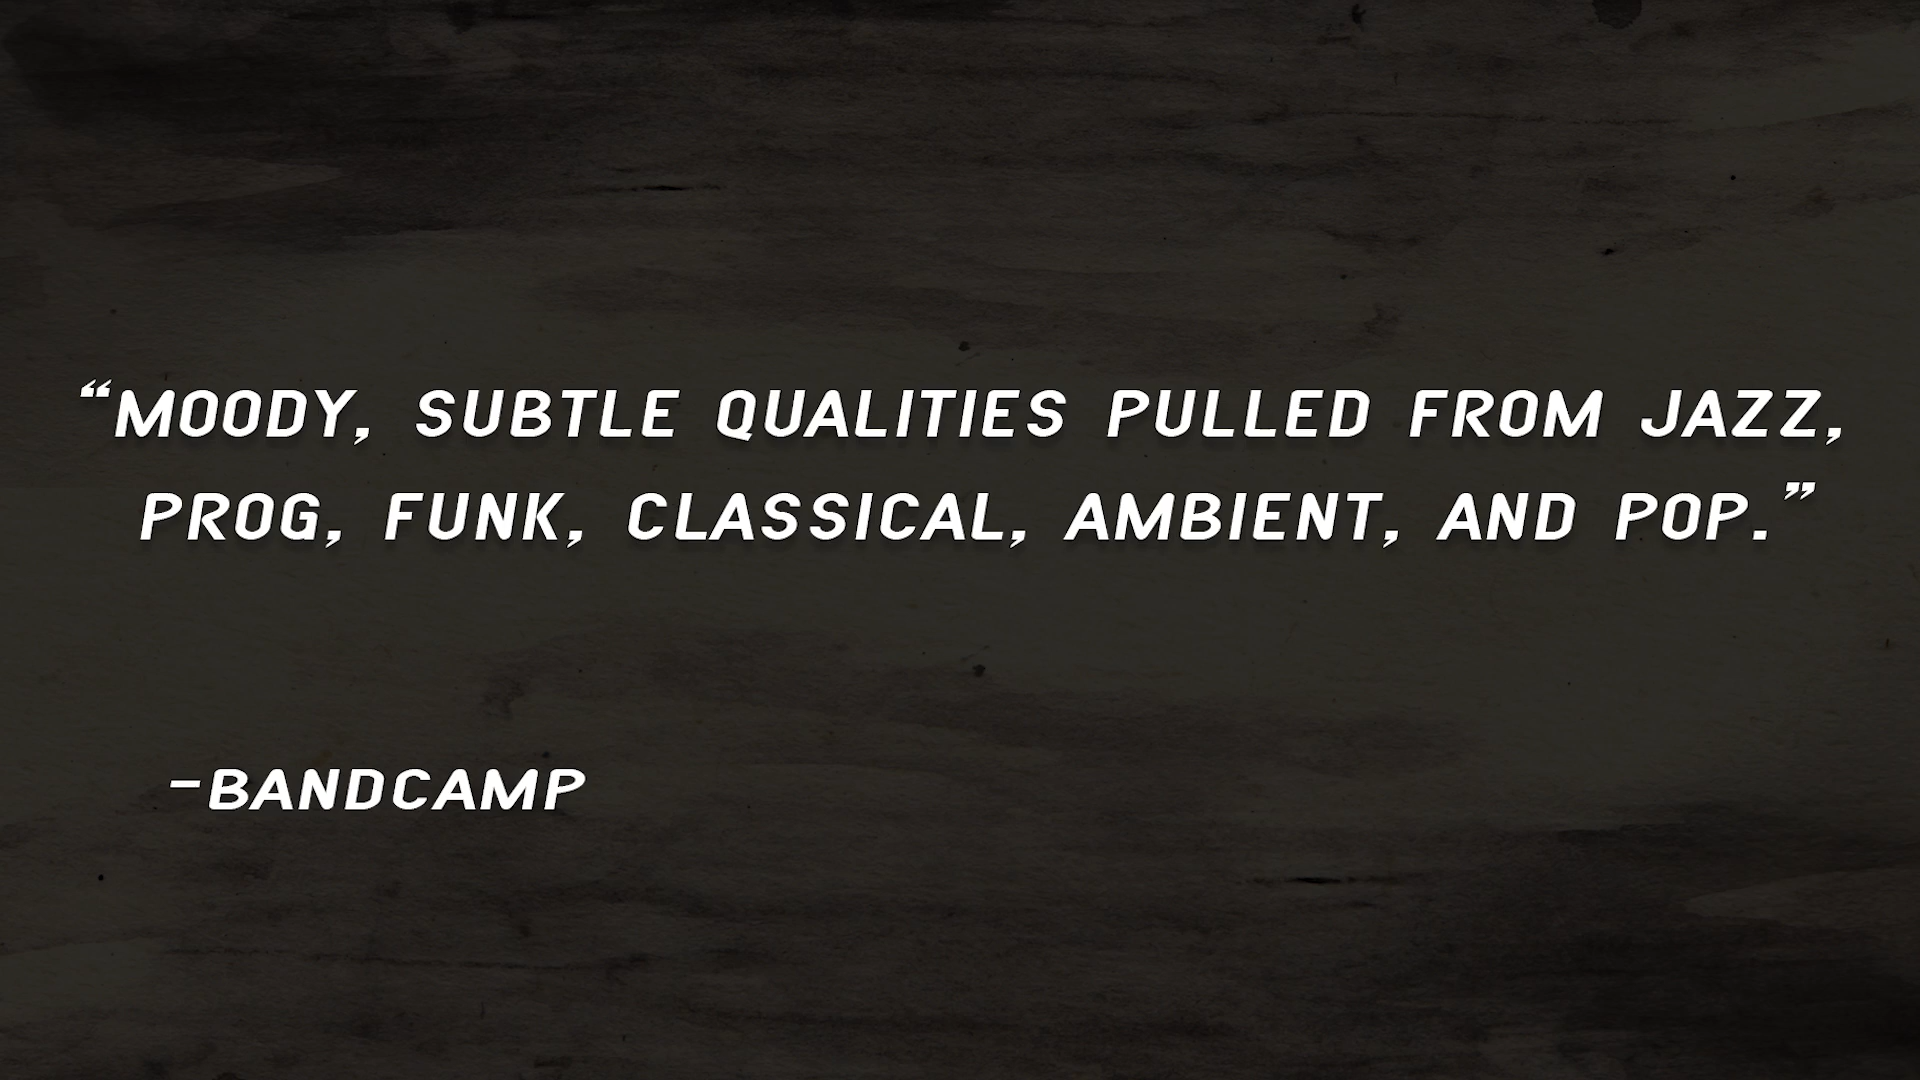 “MOODY, SUBTLE QUALITIES PULLED FROM JAZZ,
PROG, FUNK, CLASSICAL, AMBIENT, AND POP.”
-BANDCAMP